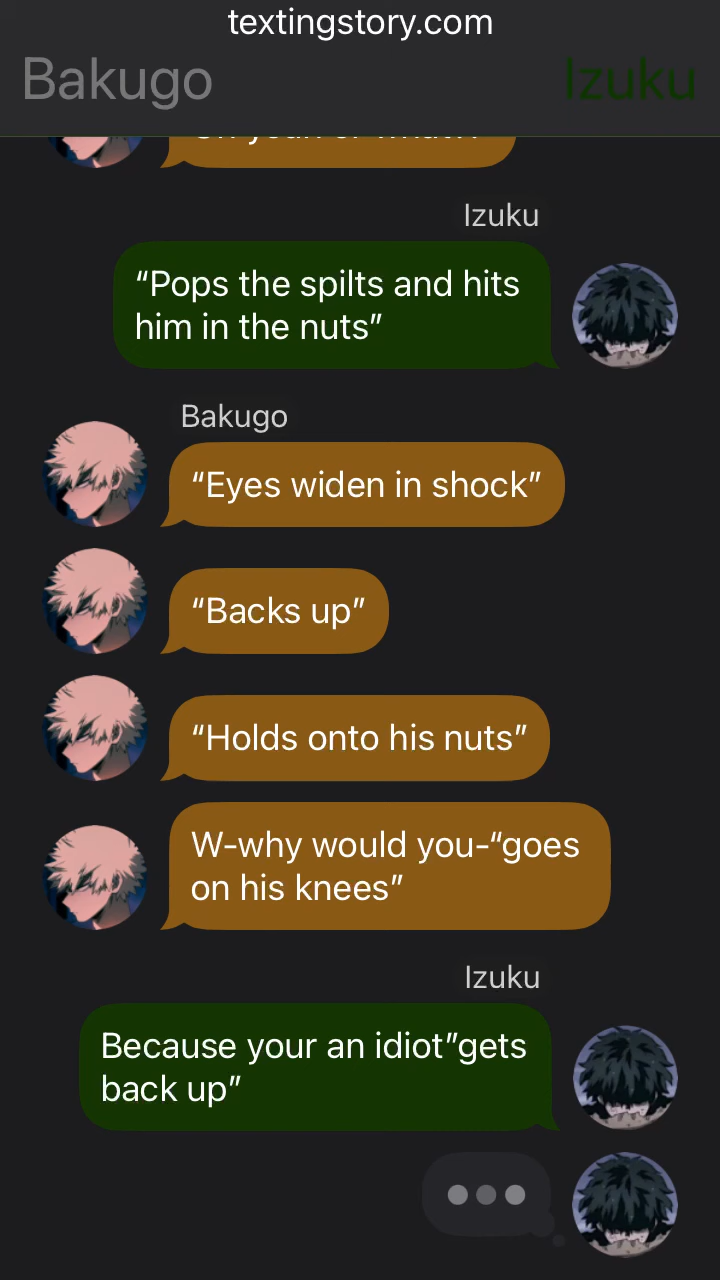 textingstory.com
Bakugo
Izuku
Izuku
“Pops the spilts and hits
him in the nuts”
Bakugo
“Eyes widen in shock”
“Backs up”
“Holds onto his nuts”
W-why would you-“goes
on his knees”
Izuku
Because your an idiot”gets
back up”